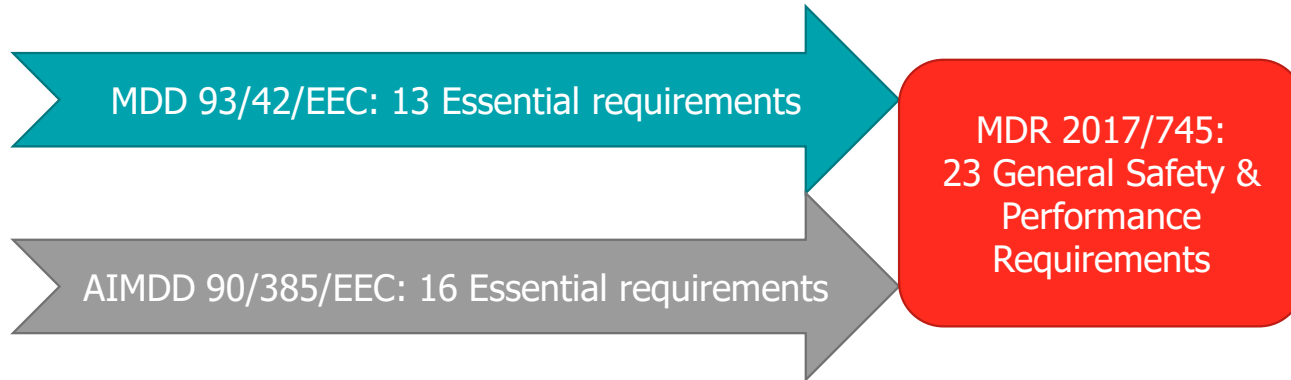 MDD 93/42/EEC: 13 Essential requirements
AIMDD 90/385/EEC: 16 Essential requirements
MDR 2017/745:
23 General Safety &
Performance
Requirements